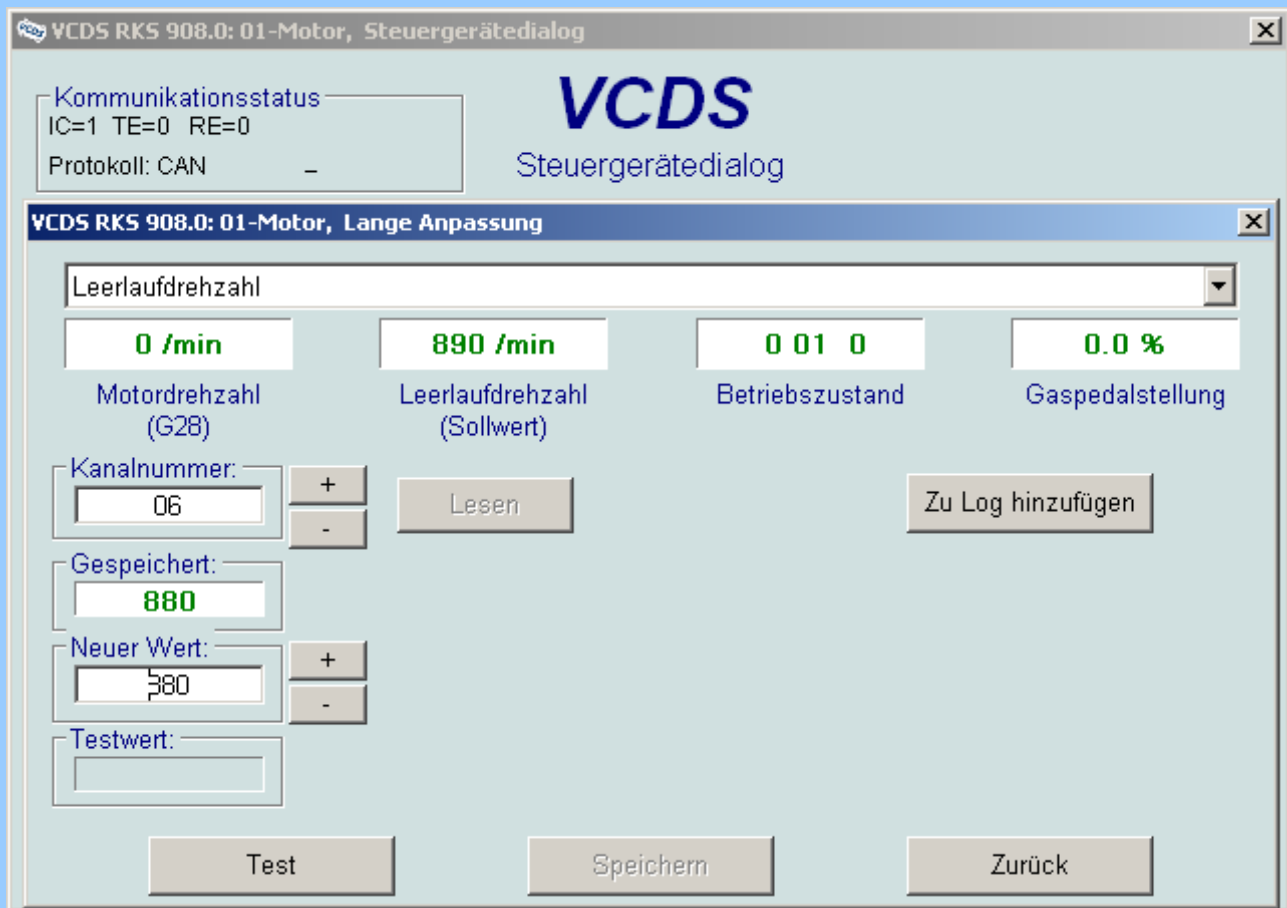 VCDS RKS 908.0: 01-Motor, Steuergerätedialog
Kommunikationsstatus
IC=1 TE=0 RE=0
Protokoll: CAN –
VCDS
Steuergerätedialog
VCDS RKS 908.0: 01-Motor, Lange Anpassung
Leerlaufdrehzahl
0 /min 890 /min 0 01 0 0.0 %
Motordrehzahl Leerlaufdrehzahl Betriebszustand Gaspedalstellung
(G28) (Sollwert)
Kanalnummer:
06
+
-
Lesen
Zu Log hinzufügen
Gespeichert:
880
Neuer Wert:
+
-
Testwert:
Test Speichern Zurück